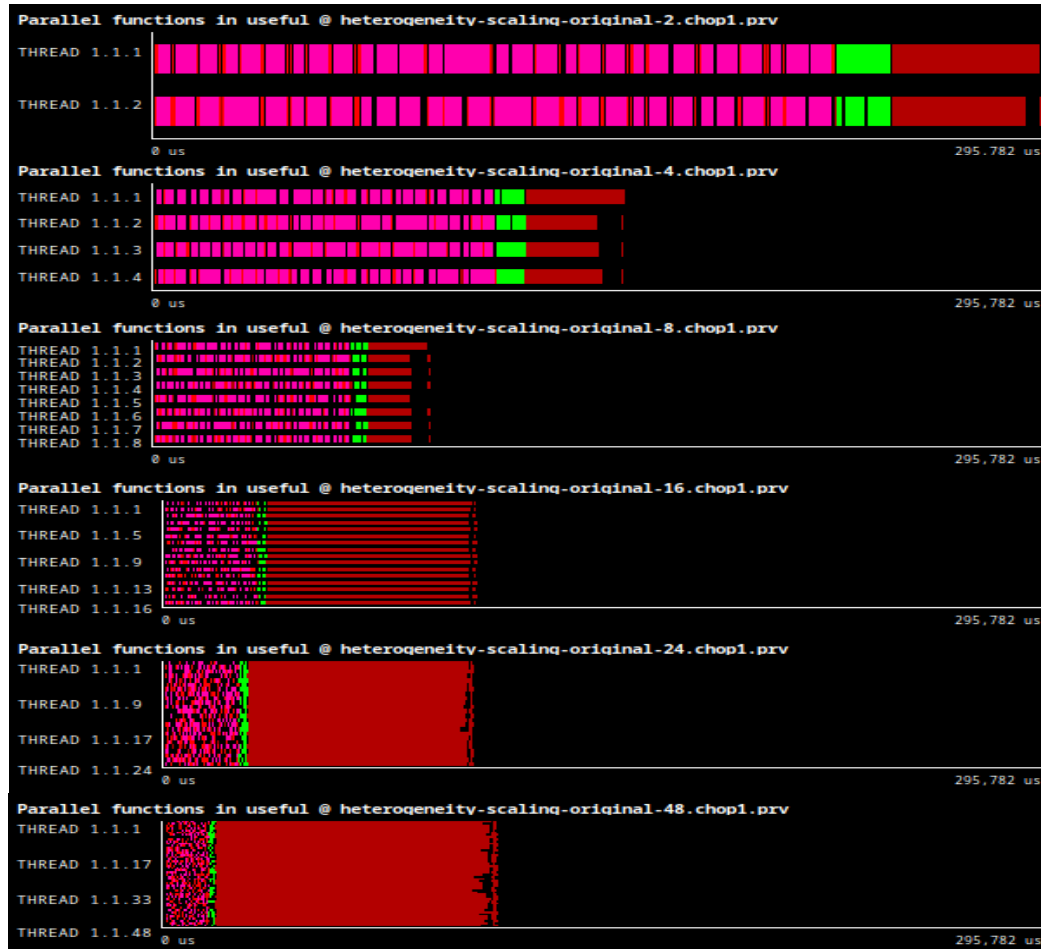 Parallel functions in useful @ heterogeneity-scaling-original-2.chop1.prv
THREAD 1.1.1
THREAD 1.1.2
0 us 295.782 us
Parallel functions in useful @ heterogeneity-scaling-original-4.chop1.prv
THREAD 1.1.1
THREAD 1.1.2
THREAD 1.1.3
THREAD 1.1.4
0 us 295,782 us
Parallel functions in useful @ heterogeneity-scaling-original-8.chop1.prv
THREAD 1.1.1
THREAD 1.1.2
THREAD 1.1.3
THREAD 1.1.4
THREAD 1.1.5
THREAD 1.1.6
THREAD 1.1.7
THREAD 1.1.8
0 us 295,782 us
Parallel functions in useful @ heterogeneity-scaling-original-16.chop1.prv
THREAD 1.1.1
THREAD 1.1.5
THREAD 1.1.9
THREAD 1.1.13
THREAD 1.1.16
0 us 295,782 us
Parallel functions in useful @ heterogeneity-scaling-original-24.chop1.prv
THREAD 1.1.1
THREAD 1.1.9
THREAD 1.1.17
THREAD 1.1.24
0 us 295,782 us
Parallel functions in useful @ heterogeneity-scaling-original-48.chop1.prv
THREAD 1.1.1
THREAD 1.1.17
THREAD 1.1.33
THREAD 1.1.48
0 us 295,782 us